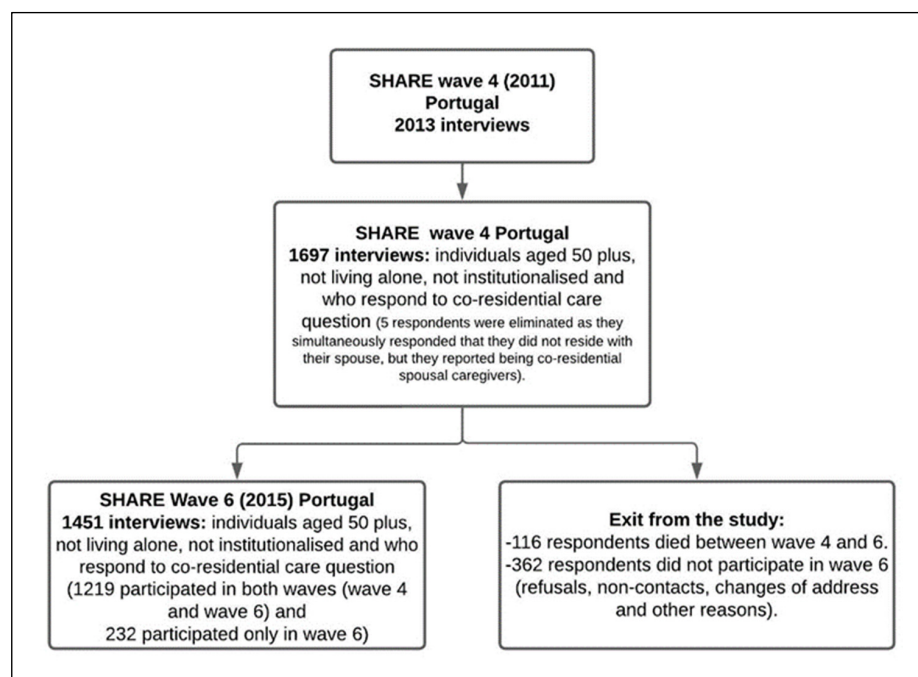 SHARE wave 4 (2011)
Portugal
2013 interviews
SHARE wave 4 Portugal
1697 interviews: individuals aged 50 plus,
not living alone, not institutionalised and
who respond to co-residential care
question (5 respondents were eliminated as they
simultaneously responded that they did not reside with
their spouse, but they reported being co-residential
spousal caregivers).
SHARE Wave 6 (2015) Portugal
1451 interviews: individuals aged 50 plus,
not living alone, not institutionalised and who
respond to co-residential care question
(1219 participated in both waves (wave 4
and wave 6) and
232 participated only in wave 6)
Exit from the study:
-116 respondents died between wave 4 and 6.
-362 respondents did not participate in wave 6
(refusals, non-contacts, changes of address
and other reasons).